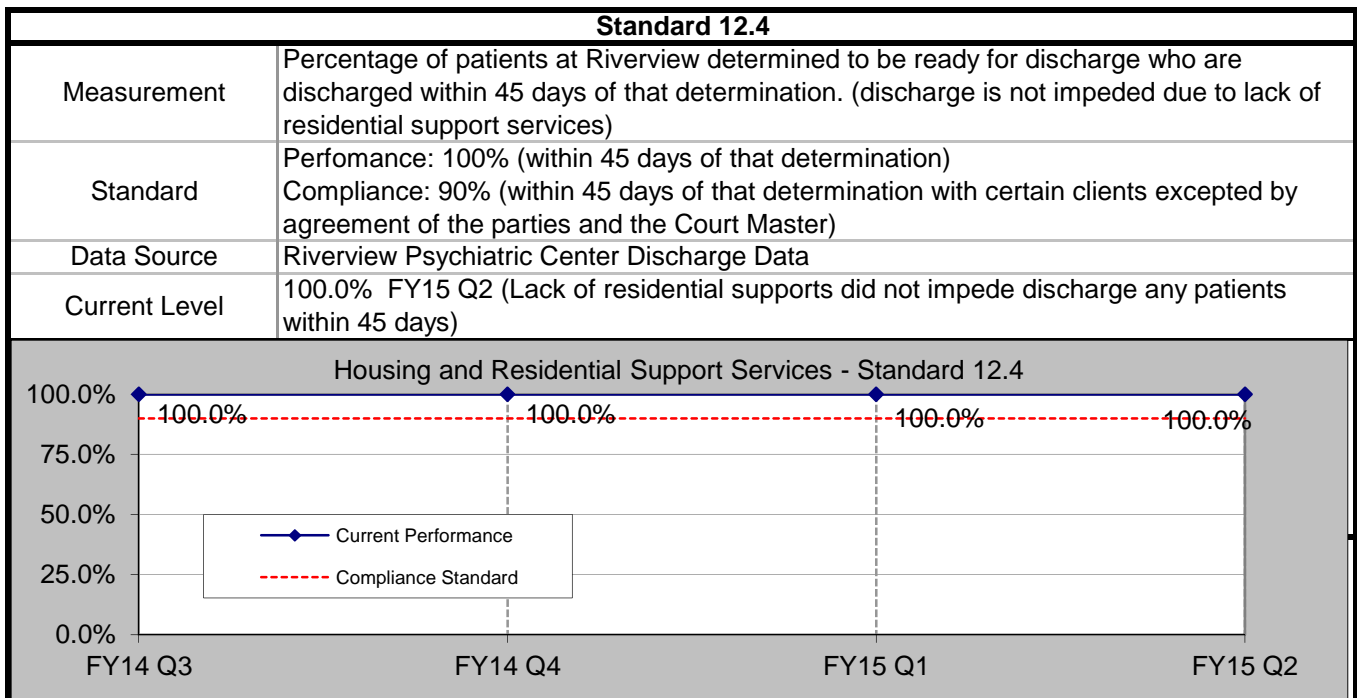 Standard 12.4
Measurement
Percentage of patients at Riverview determined to be ready for discharge who are
discharged within 45 days of that determination. (discharge is not impeded due to lack of
residential support services)
Standard
Perfomance: 100% (within 45 days of that determination)
Compliance: 90% (within 45 days of that determination with certain clients excepted by
agreement of the parties and the Court Master)
Data Source
Riverview Psychiatric Center Discharge Data
Current Level
100.0%  FY15 Q2 (Lack of residential supports did not impede discharge any patients
within 45 days)
Housing and Residential Support Services - Standard 12.4
100.0%
75.0%
50.0%
25.0%
0.0%
100.0% 100.0% 100.0% 100.0%
Current Performance
Compliance Standard
FY14 Q3 FY14 Q4 FY15 Q1 FY15 Q2